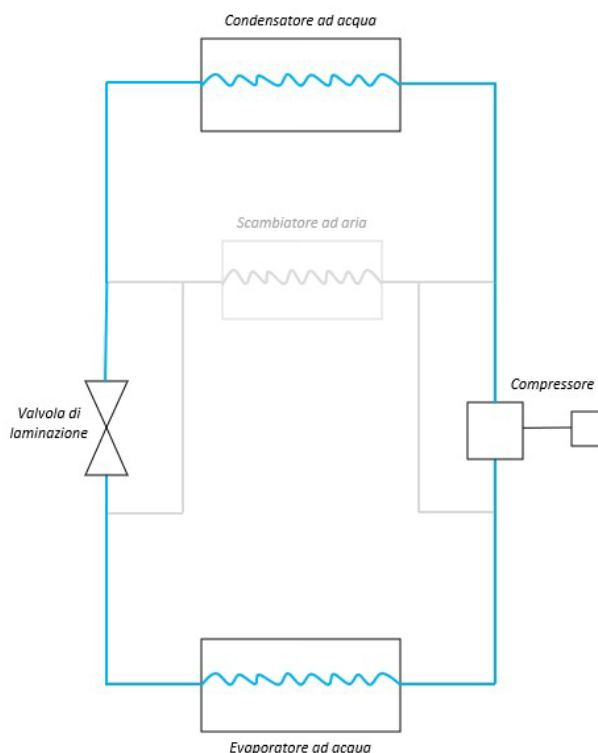 Condensatore ad acqua
Scambiatore ad aria
Compressore
Valvola di
laminazione
Evaporatore ad acqua